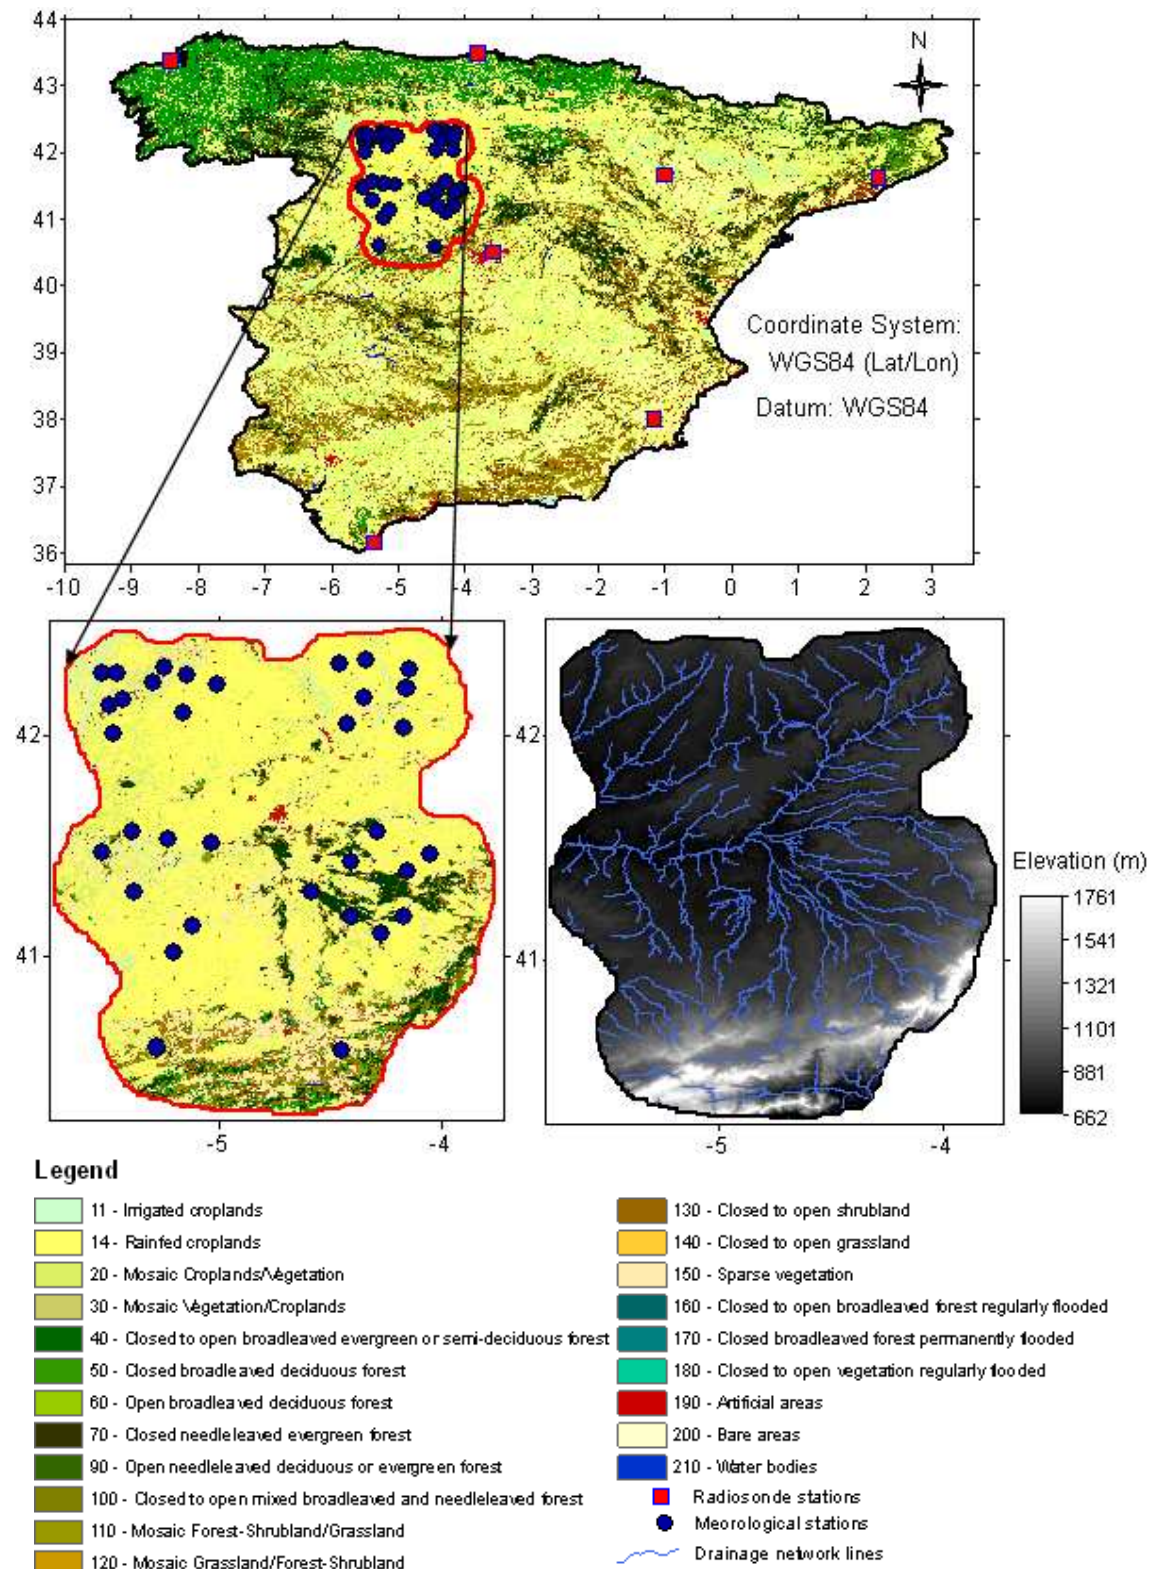 44
43
42
41
40
39
38
37
36
N
Coordinate System:
WGS84 (Lat/Lon)
Datum: WGS84
-10 -9 -8 -7 -6 -5 -4 -3 -2 -1 0 1 2 3
42
41
-5 -4
42
41
-5 -4
Elevation (m)
1761
1541
1321
1101
881
662
Legend
11 - Irrigated croplands
14 - Rainfed croplands
20 - Mosaic Croplands/Vegetation
30 - Mosaic Vegetation/Croplands
40 - Closed to open broadleaved evergreen or semi-deciduous forest
50 - Closed broadleaved deciduous forest
60 - Open broadleaved deciduous forest
70 - Closed needleleaved evergreen forest
90 - Open needleleaved deciduous or evergreen forest
100 - Closed to open mixed broadleaved and needleleaved forest
110 - Mosaic Forest-Shrubland/Grassland
120 - Mosaic Grassland/Forest-Shrubland
130 - Closed to open shrubland
140 - Closed to open grassland
150 - Sparse vegetation
160 - Closed to open broadleaved forest regularly flooded
170 - Closed broadleaved forest permanently flooded
180 - Closed to open vegetation regularly flooded
190 - Artificial areas
200 - Bare areas
210 - Water bodies
Radiosonde stations
Meorological stations
Drainage network lines